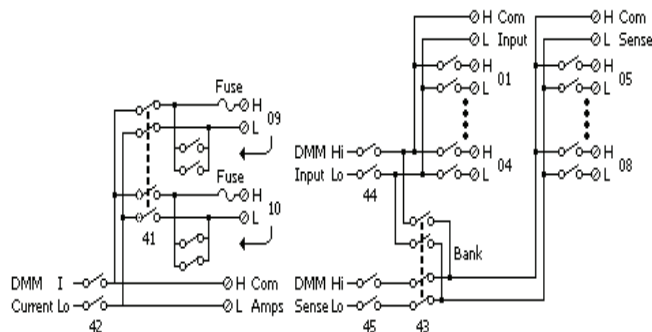 H Com
L Input
H
01
L
H
04
L
H Com
L Sense
H
05
L
H
08
L
Fuse
H
09
L
Fuse
H
10
L
41
DMM I
Current Lo
42
H Com
L Amps
DMM Hi
Input Lo
44
Bank
DMM Hi
Sense Lo
45
43